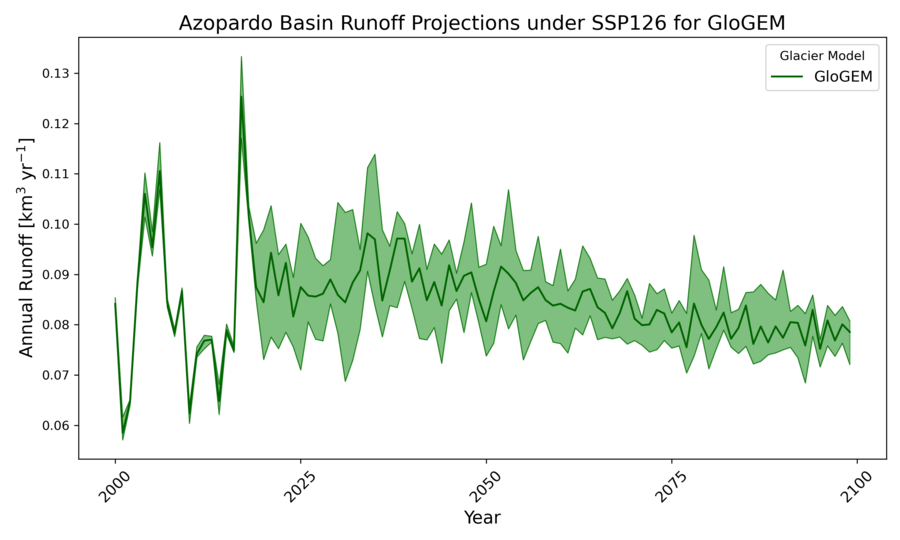 Azopardo Basin Runoff Projections under SSP126 for GloGEM
Glacier Model
GloGEM
Annual Runoff [km³ yr⁻¹]
0.13
0.12
0.11
0.10
0.09
0.08
0.07
0.06
2000
2025
2050
2075
2100
Year